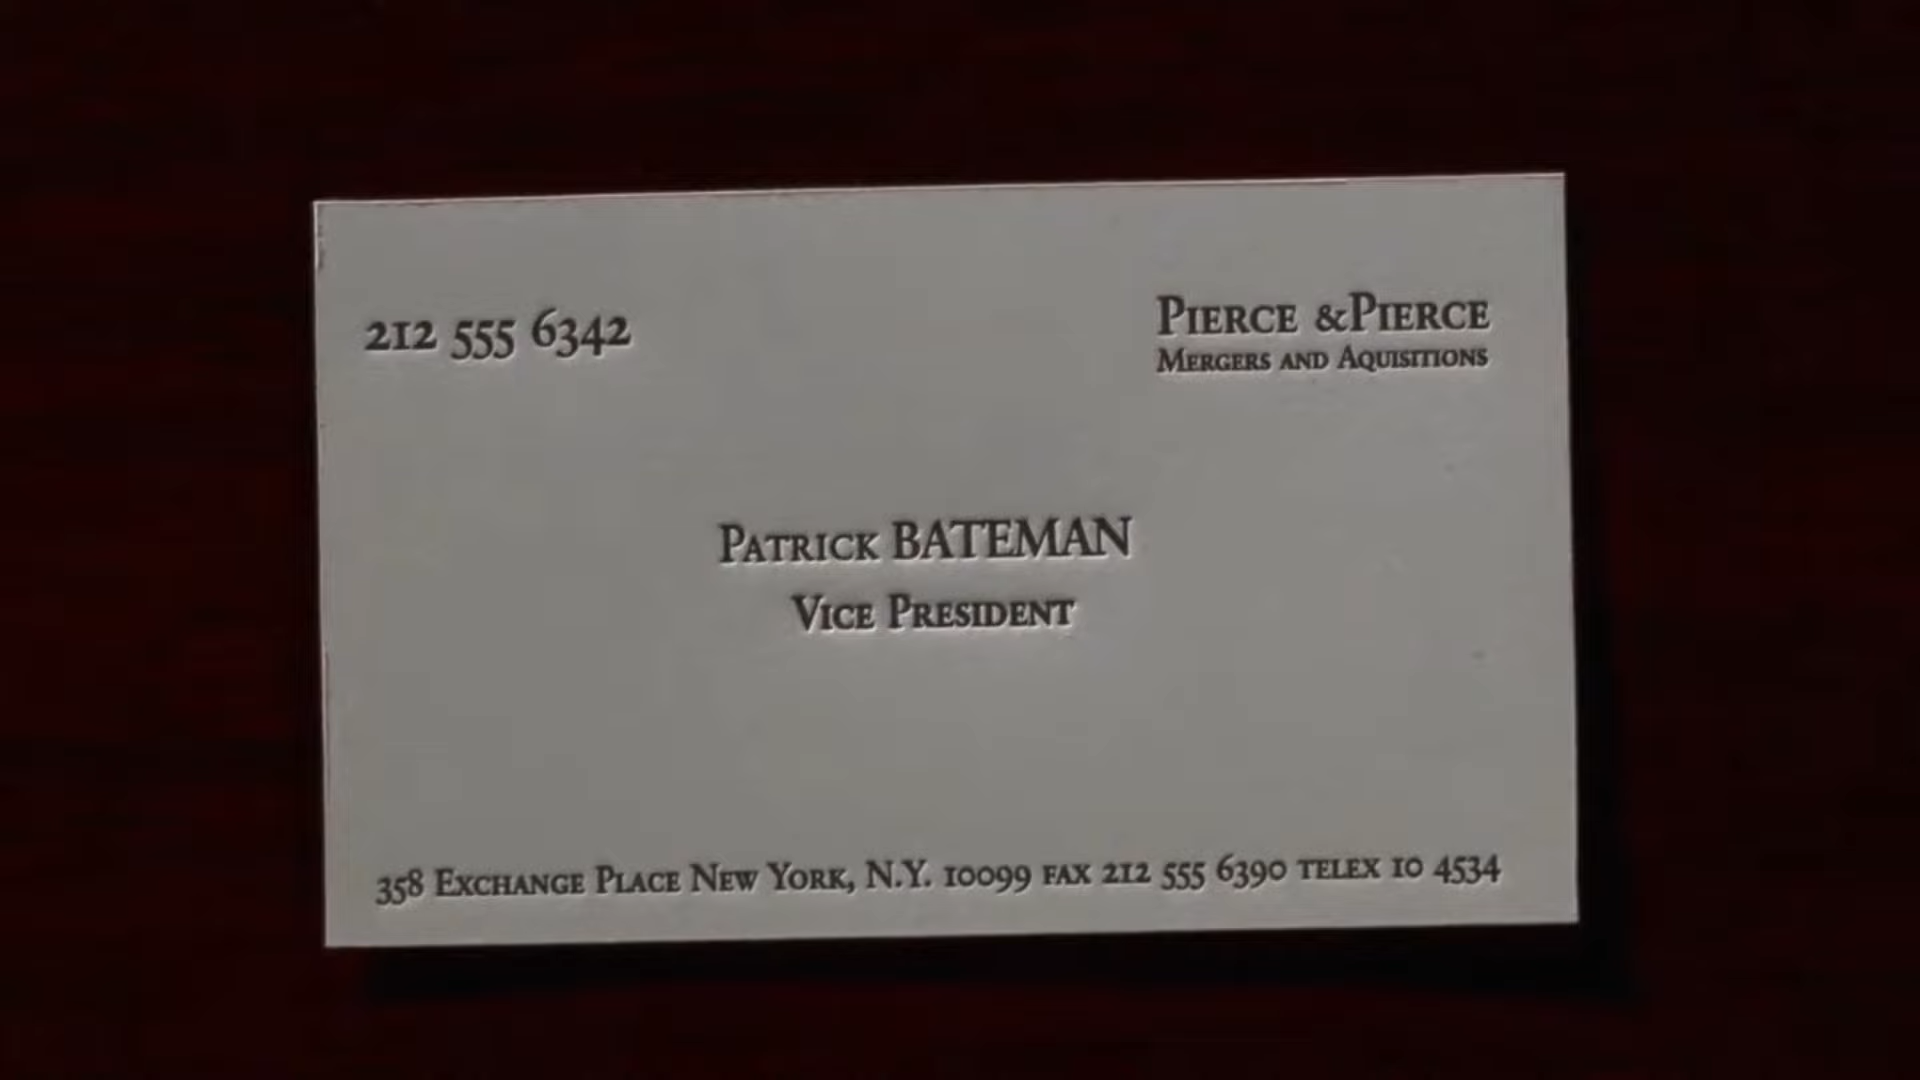 212 555 6342
PIERCE &PIERCE
MERGERS AND AQUISITIONS
PATRICK BATEMAN
VICE PRESIDENT
358 EXCHANGE PLACE NEW YORK, N.Y. 10099 FAX 212 555 6390 TELEX 10 4534